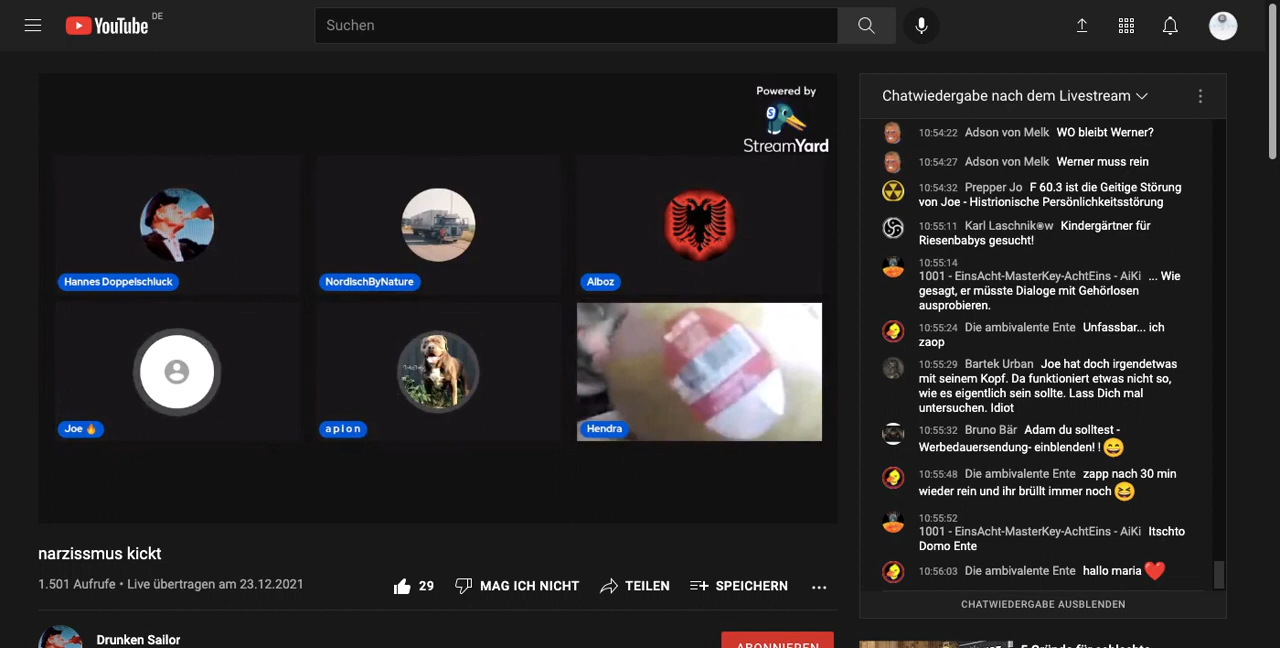 YouTube DE
Suchen
Powered by
StreamYard
Hannes Doppelschluck
NordischByNature
Alboz
Joe 🔥
a p l o n
Hendra
narzissmus kickt
1.501 Aufrufe • Live übertragen am 23.12.2021
29
MAG ICH NICHT
TEILEN
SPEICHERN
Drunken Sailor
ABONNIEREN
Chatwiedergabe nach dem Livestream
10:54:22 Adson von Melk WO bleibt Werner?
10:54:27 Adson von Melk Werner muss rein
10:54:32 Prepper Jo F 60.3 ist die Geitige Störung
von Joe - Histrionische Persönlichkeitsstörung
10:55:11 Karl Laschnik⍟w Kindergärtner für
Riesenbabys gesucht!
10:55:14
1001 - EinsAcht-MasterKey-AchtEins - AiKi ... Wie
gesagt, er müsste Dialoge mit Gehörlosen
ausprobieren.
10:55:24 Die ambivalente Ente Unfassbar... ich
zaop
10:55:29 Bartek Urban Joe hat doch irgendetwas
mit seinem Kopf. Da funktioniert etwas nicht so,
wie es eigentlich sein sollte. Lass Dich mal
untersuchen. Idiot
10:55:32 Bruno Bär Adam du solltest -
Werbedauersendung- einblenden! ! 😄
10:55:48 Die ambivalente Ente zapp nach 30 min
wieder rein und ihr brüllt immer noch 😆
10:55:52
1001 - EinsAcht-MasterKey-AchtEins - AiKi Itschto
Domo Ente
10:56:03 Die ambivalente Ente hallo maria ❤️
CHATWIEDERGABE AUSBLENDEN
5 Gründe für schlechte